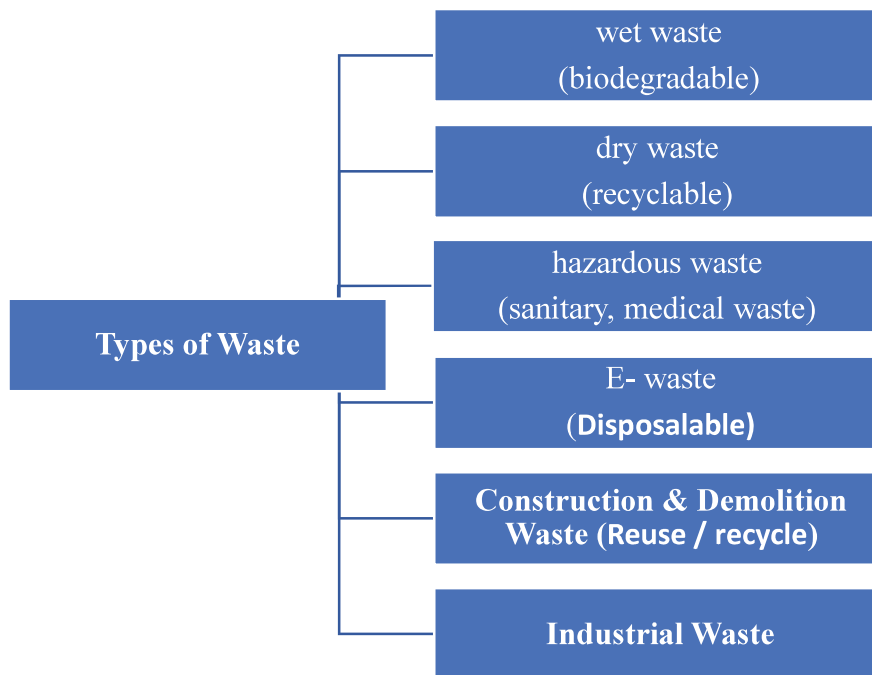 wet waste
(biodegradable)
dry waste
(recyclable)
hazardous waste
(sanitary, medical waste)
Types of Waste
E- waste
(Disposalable)
Construction & Demolition
Waste (Reuse / recycle)
Industrial Waste